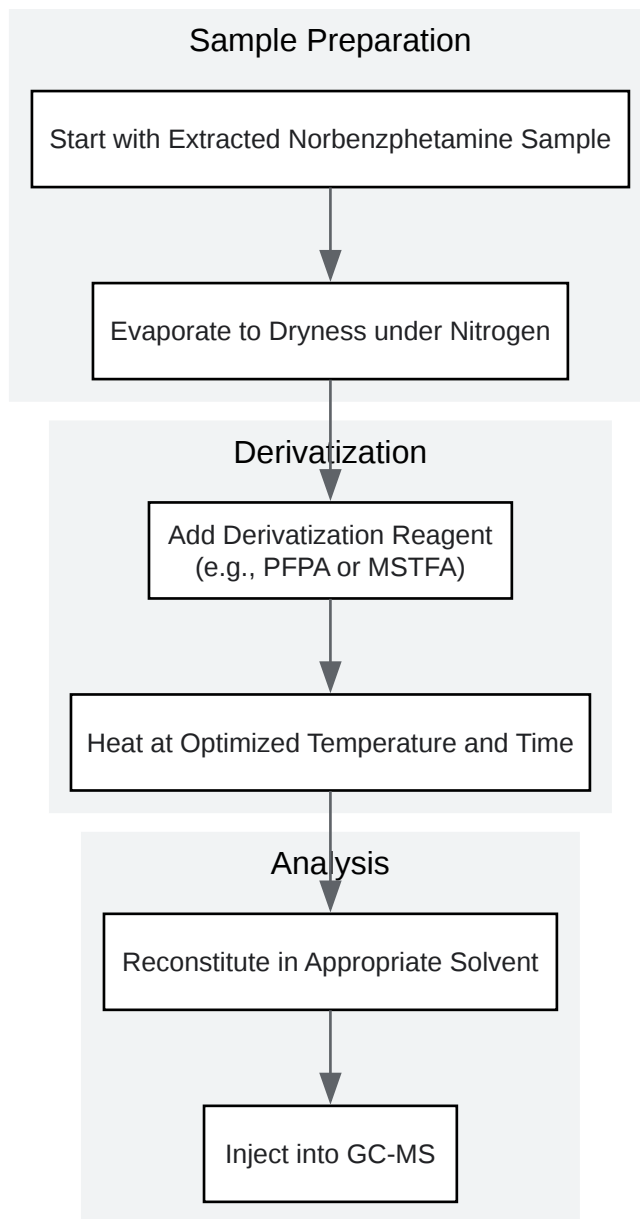 Sample Preparation
Start with Extracted Norbenzphetamine Sample
Evaporate to Dryness under Nitrogen
Derivatization
Add Derivatization Reagent
(e.g., PFPA or MSTFA)
Heat at Optimized Temperature and Time
Analysis
Reconstitute in Appropriate Solvent
Inject into GC-MS